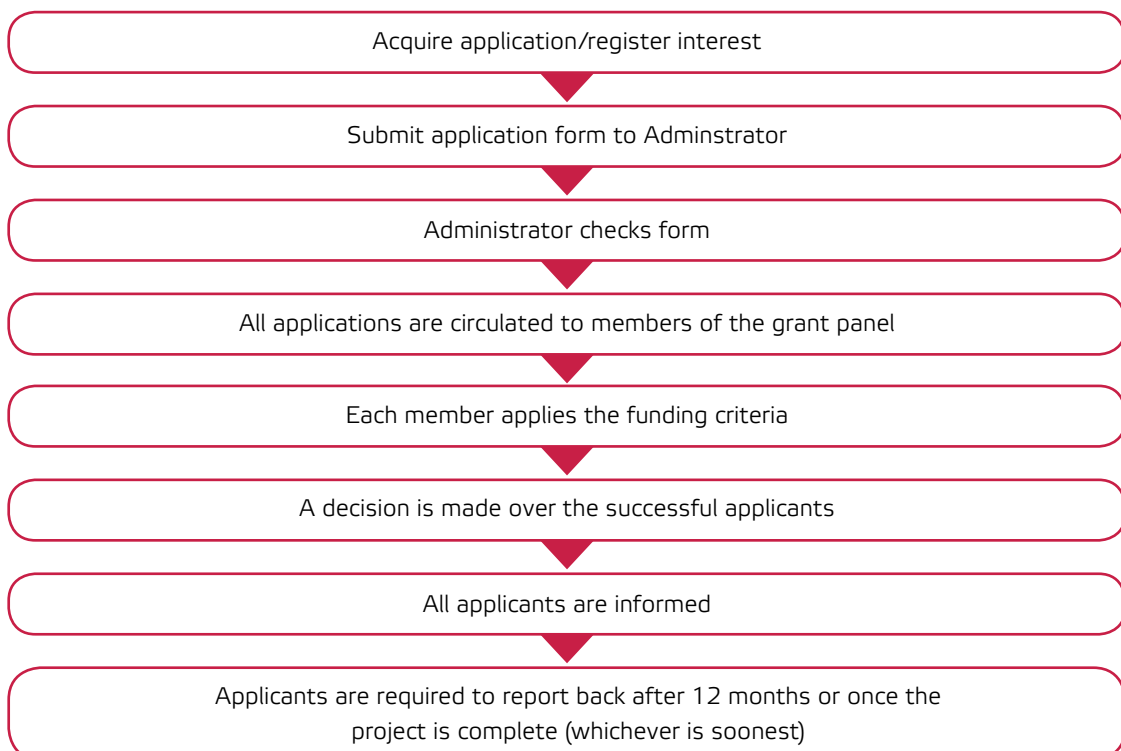 Acquire application/register interest
Submit application form to Adminstrator
Administrator checks form
All applications are circulated to members of the grant panel
Each member applies the funding criteria
A decision is made over the successful applicants
All applicants are informed
Applicants are required to report back after 12 months or once the
project is complete (whichever is soonest)